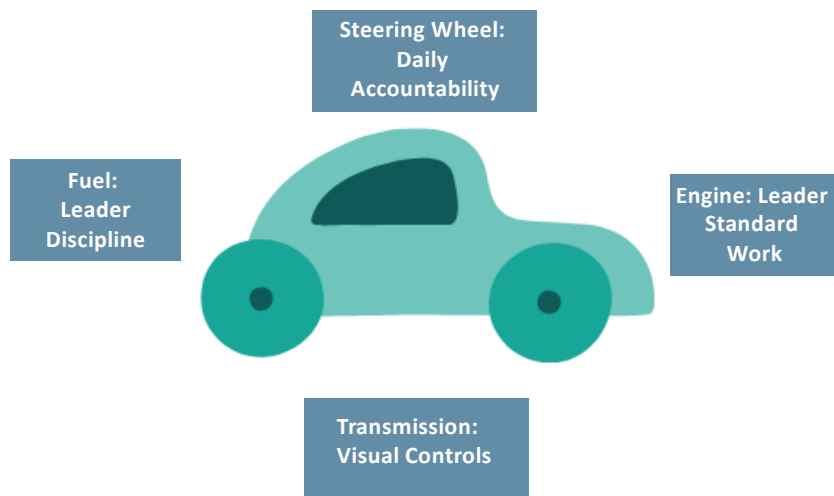 Steering Wheel:
Daily
Accountability
Fuel:
Leader
Discipline
Engine: Leader
Standard
Work
Transmission:
Visual Controls